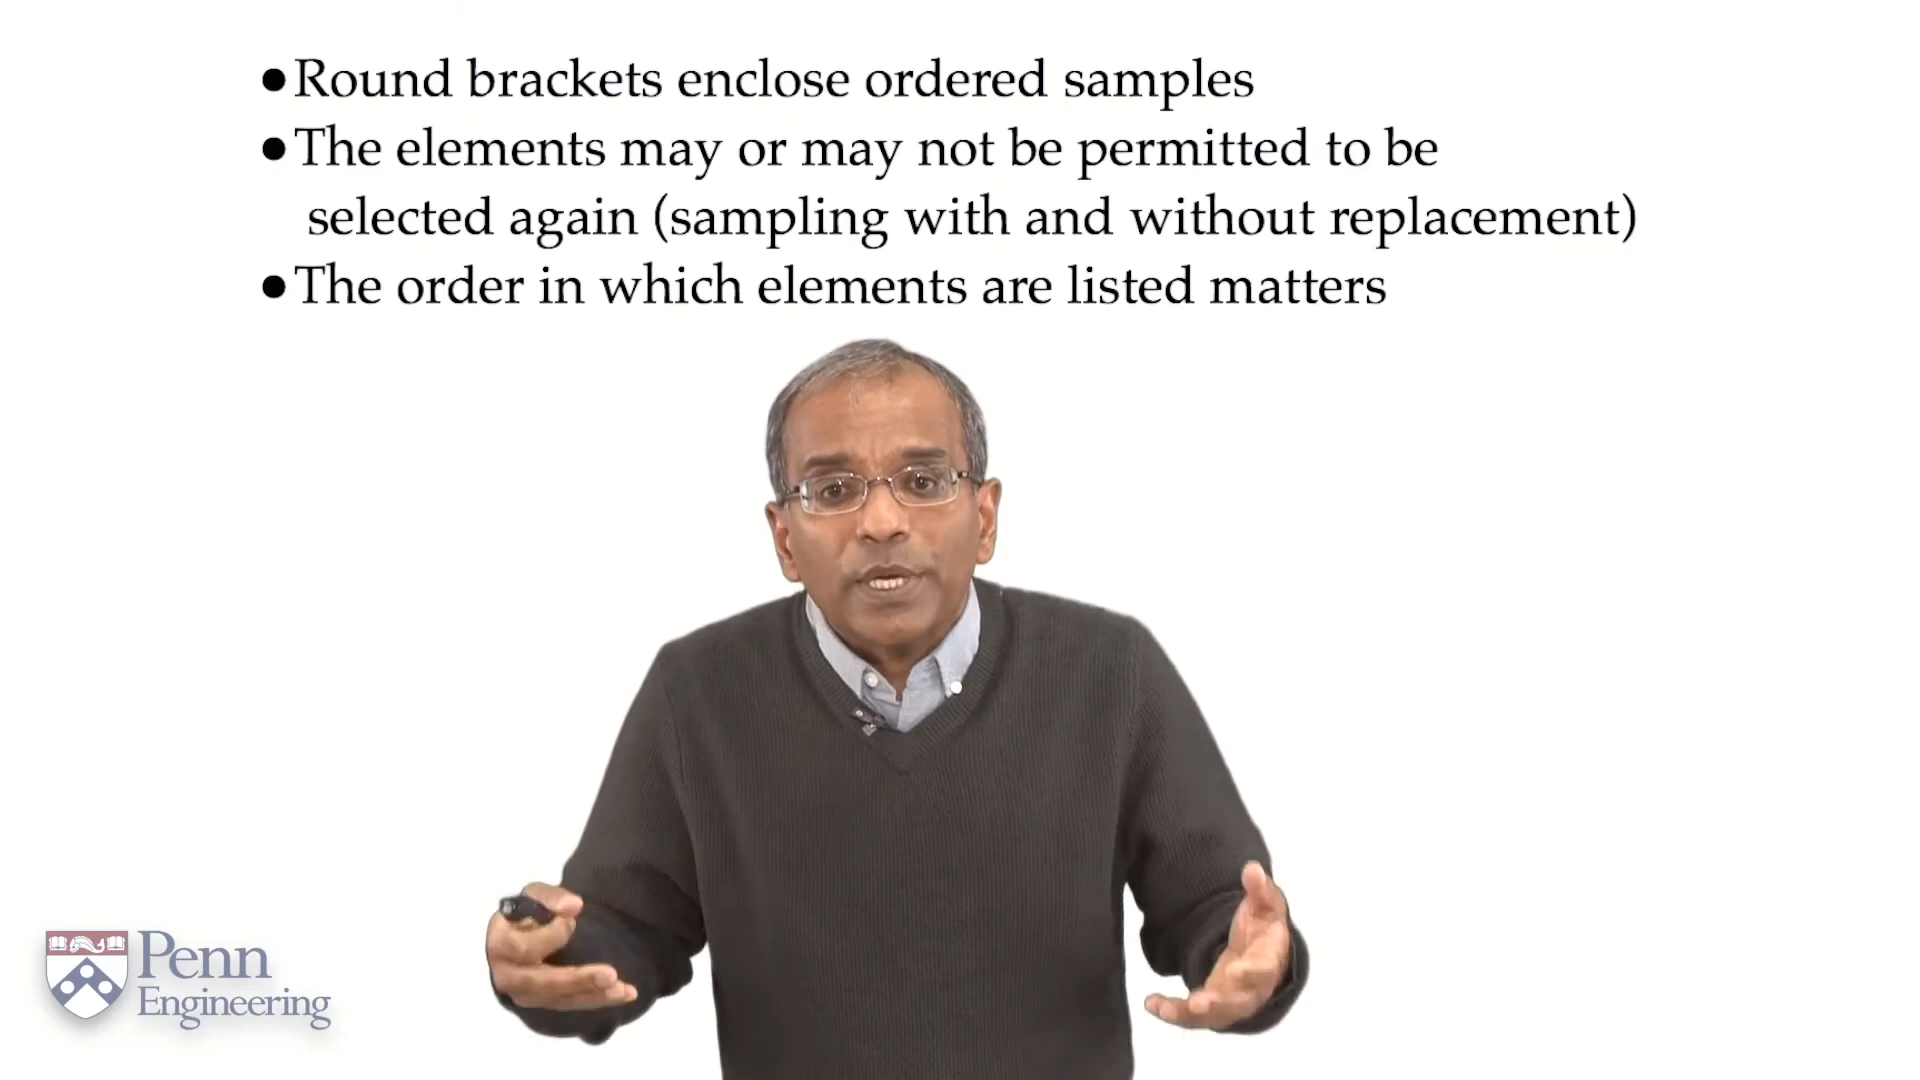 ●Round brackets enclose ordered samples
●The elements may or may not be permitted to be
selected again (sampling with and without replacement)
●The order in which elements are listed matters
Penn
Engineering